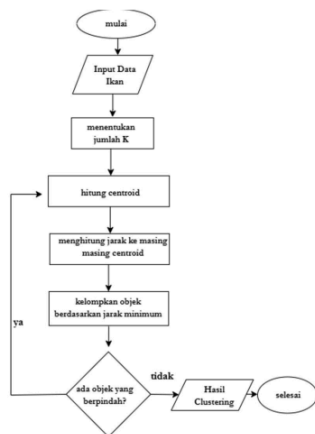 mulai
Input Data
Ikan
menentukan
jumlah K
hitung centroid
menghitung jarak ke masing
masing centroid
kelompkan objek
berdasarkan jarak minimum
ya
ada objek yang
berpindah?
tidak
Hasil
Clustering
selesai